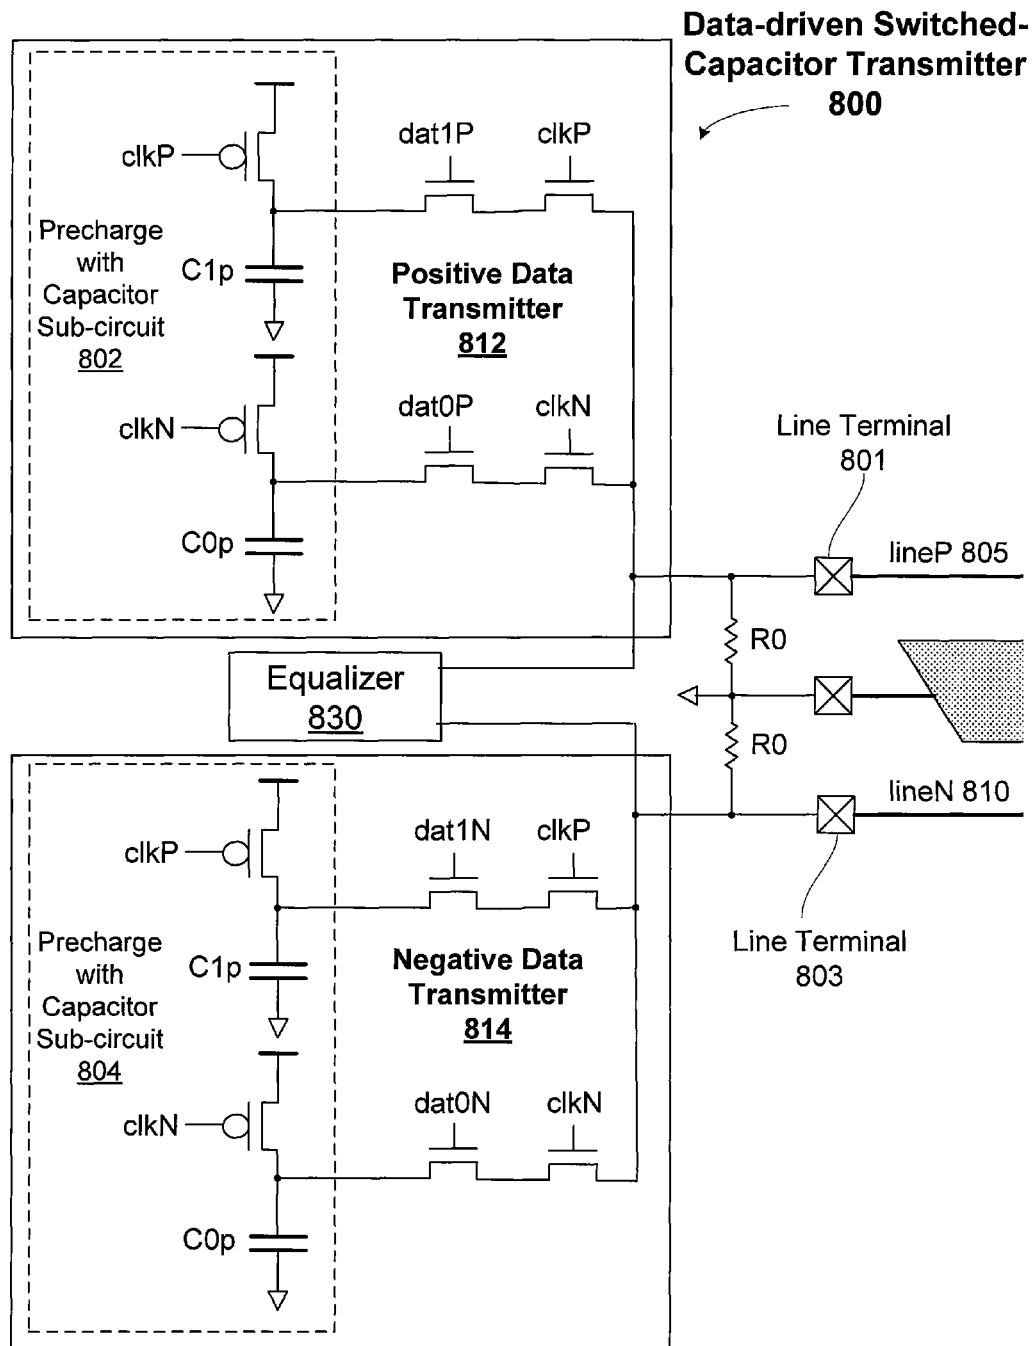 Data-driven Switched-
Capacitor Transmitter
800
dat1P
clkP
clkP
Precharge
with
Capacitor
Sub-circuit
802
C1p
Positive Data
Transmitter
812
dat0P
clkN
clkN
C0p
Line Terminal
801
lineP 805
R0
Equalizer
830
R0
lineN 810
dat1N
clkP
clkP
Line Terminal
803
Precharge
with
Capacitor
Sub-circuit
804
C1p
Negative Data
Transmitter
814
dat0N
clkN
clkN
C0p